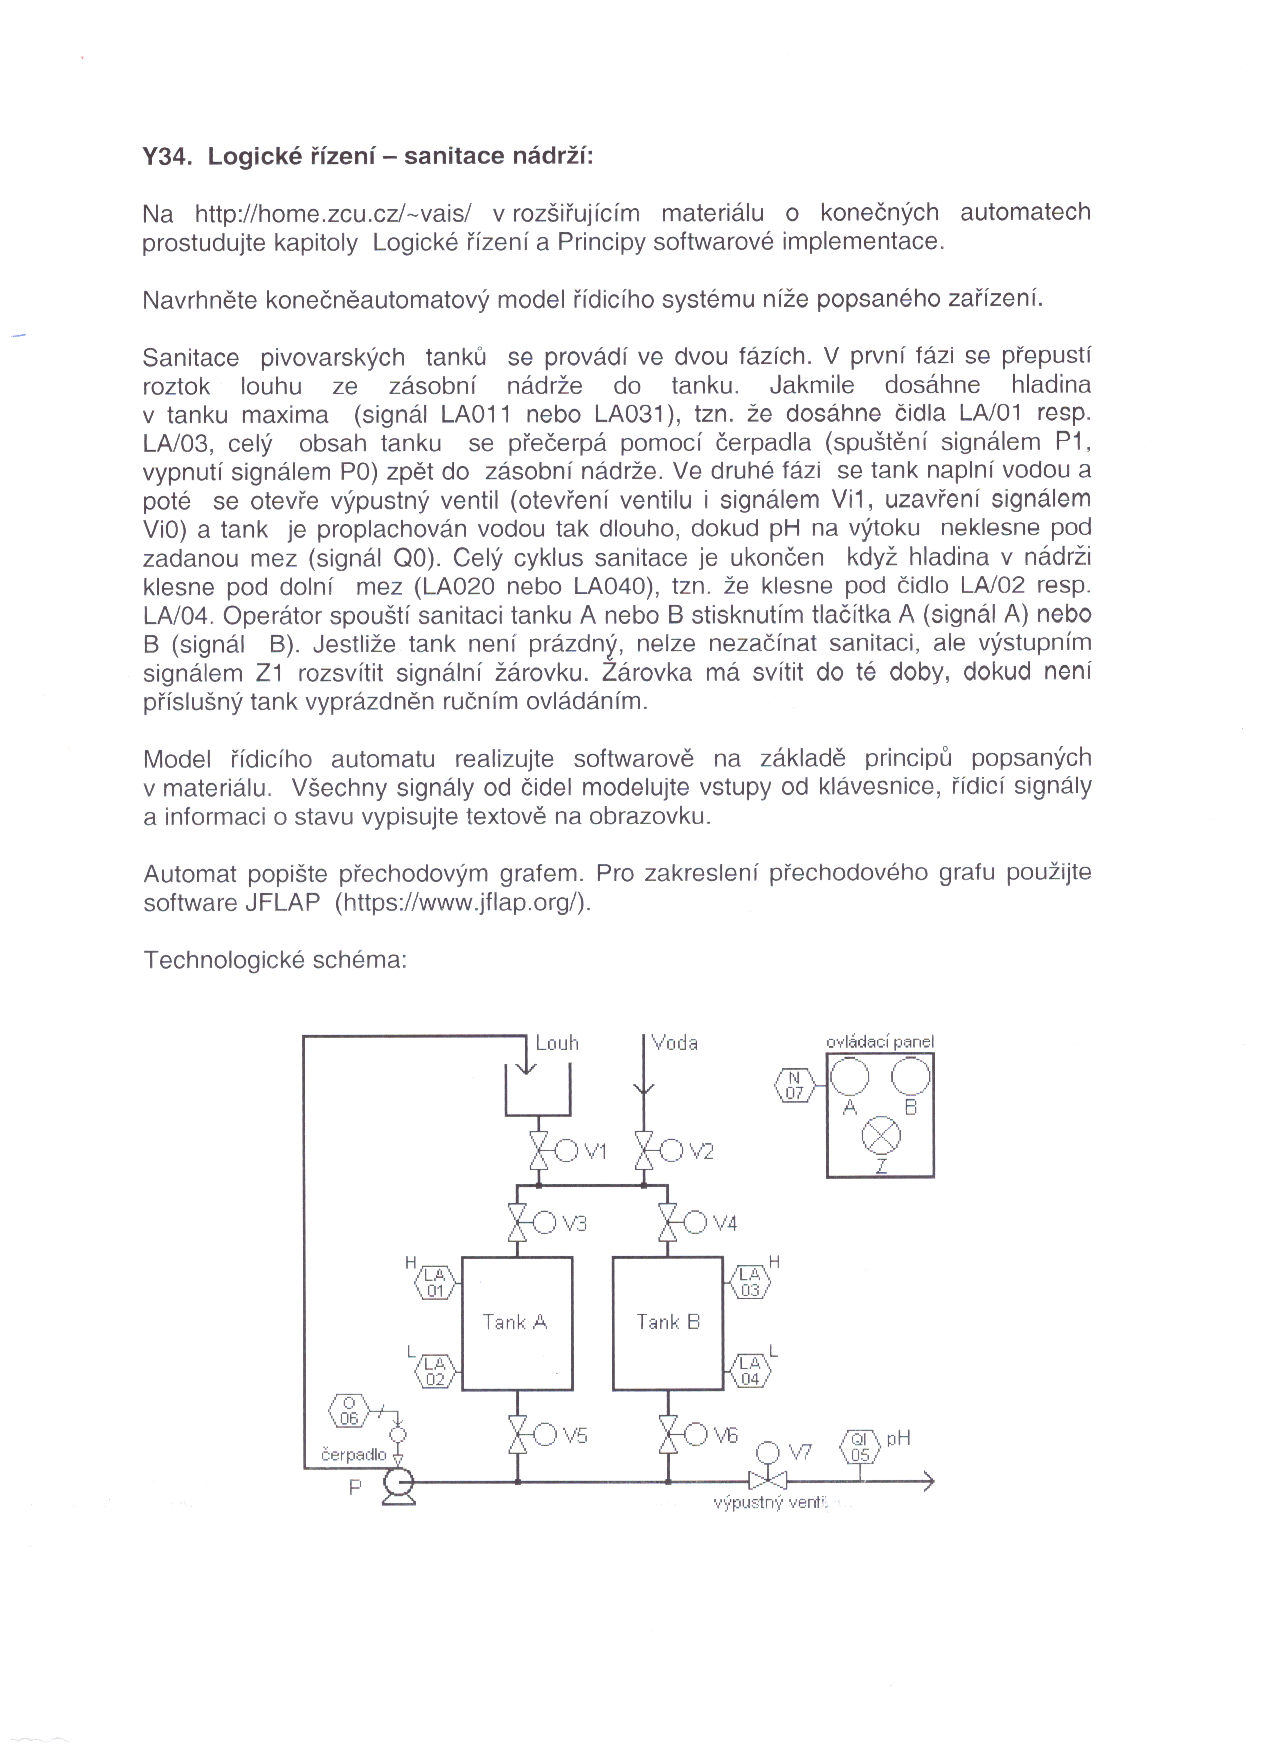 Y34. Logické řízení – sanitace nádrží:
Na http://home.zcu.cz/~vais/ v rozšiřujícím materiálu o konečných automatech
prostudujte kapitoly Logické řízení a Principy softwarové implementace.
Navrhněte konečněautomatový model řídicího systému níže popsaného zařízení.
Sanitace pivovarských tanků se provádí ve dvou fázích. V první fázi se přepustí
roztok louhu ze zásobní nádrže do tanku. Jakmile dosáhne hladina
v tanku maxima (signál LA011 nebo LA031), tzn. že dosáhne čidla LA/01 resp.
LA/03, celý obsah tanku se přečerpá pomocí čerpadla (spuštění signálem P1,
vypnutí signálem P0) zpět do zásobní nádrže. Ve druhé fázi se tank naplní vodou a
poté se otevře výpustný ventil (otevření ventilu i signálem Vi1, uzavření signálem
Vi0) a tank je proplachován vodou tak dlouho, dokud pH na výtoku neklesne pod
zadanou mez (signál Q0). Celý cyklus sanitace je ukončen když hladina v nádrži
klesne pod dolní mez (LA020 nebo LA040), tzn. že klesne pod čidlo LA/02 resp.
LA/04. Operátor spouští sanitaci tanku A nebo B stisknutím tlačítka A (signál A) nebo
B (signál B). Jestliže tank není prázdný, nelze nezačínat sanitaci, ale výstupním
signálem Z1 rozsvítit signální žárovku. Žárovka má svítit do té doby, dokud není
příslušný tank vyprázdněn ručním ovládáním.
Model řídicího automatu realizujte softwarově na základě principů popsaných
v materiálu. Všechny signály od čidel modelujte vstupy od klávesnice, řídicí signály
a informaci o stavu vypisujte textově na obrazovku.
Automat popište přechodovým grafem. Pro zakreslení přechodového grafu použijte
software JFLAP (https://www.jflap.org/).
Technologické schéma:
Louh
Voda
ovládací panel
N
07
A
B
Z
V1
V2
V3
V4
H
LA
01
LA
03
H
Tank A
Tank B
L
LA
02
LA
04
L
O
06
V5
V6
čerpadlo
V7
QI
05
pH
P
výpustný venti